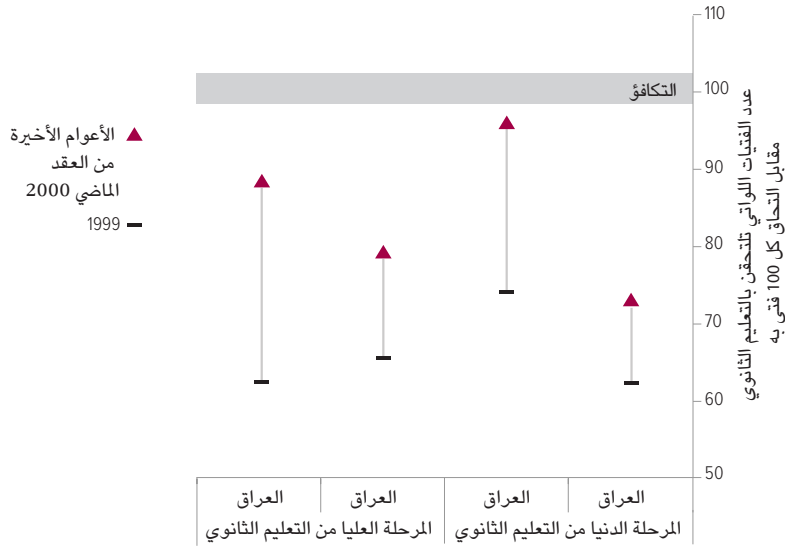 110
100
90
80
70
60
50
عدد الفتيات اللواتي تلتحقن بالتعليم الثانوي
مقابل التحاق كل 100 فتى به
التكافؤ
الأعوام الأخيرة
من العقد
الماضي 2000
1999
العراق
العراق
العراق
العراق
المرحلة الدنيا من التعليم الثانوي
المرحلة العليا من التعليم الثانوي